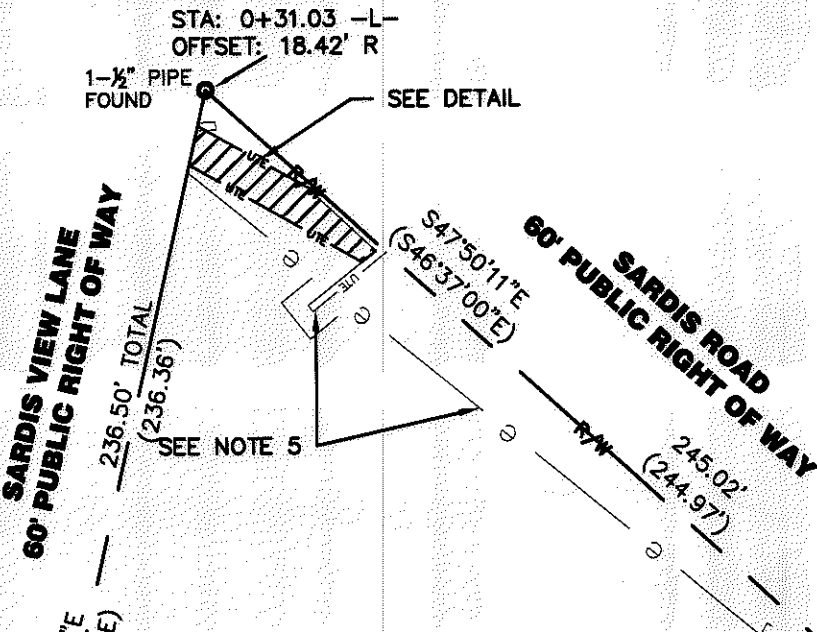 STA: 0+31.03 -L-
OFFSET: 18.42' R
1-½" PIPE
FOUND
SEE DETAIL
UTE
R/W
UTE
UTE
UTE
S47°50'11"E
(S46°37'00"E)
SARDIS ROAD
60' PUBLIC RIGHT OF WAY
SARDIS VIEW LANE
60' PUBLIC RIGHT OF WAY
236.50' TOTAL
(236.36')
SEE NOTE 5
R/W
245.02'
(244.97')
"E
E)